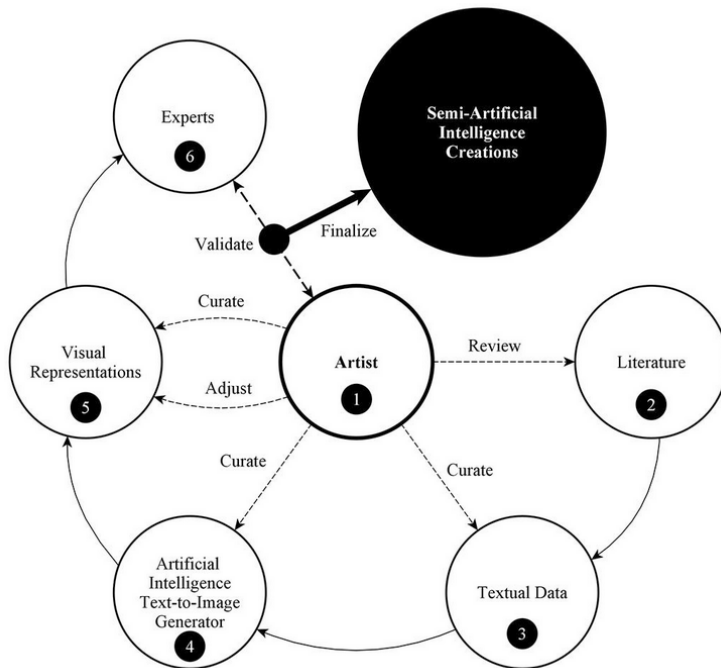 Semi-Artificial
Intelligence
Creations
Experts
6
Validate
Finalize
Curate
Visual
Representations
5
Adjust
Artist
1
Review
Literature
2
Curate
Curate
Artificial
Intelligence
Text-to-Image
Generator
4
Textual Data
3